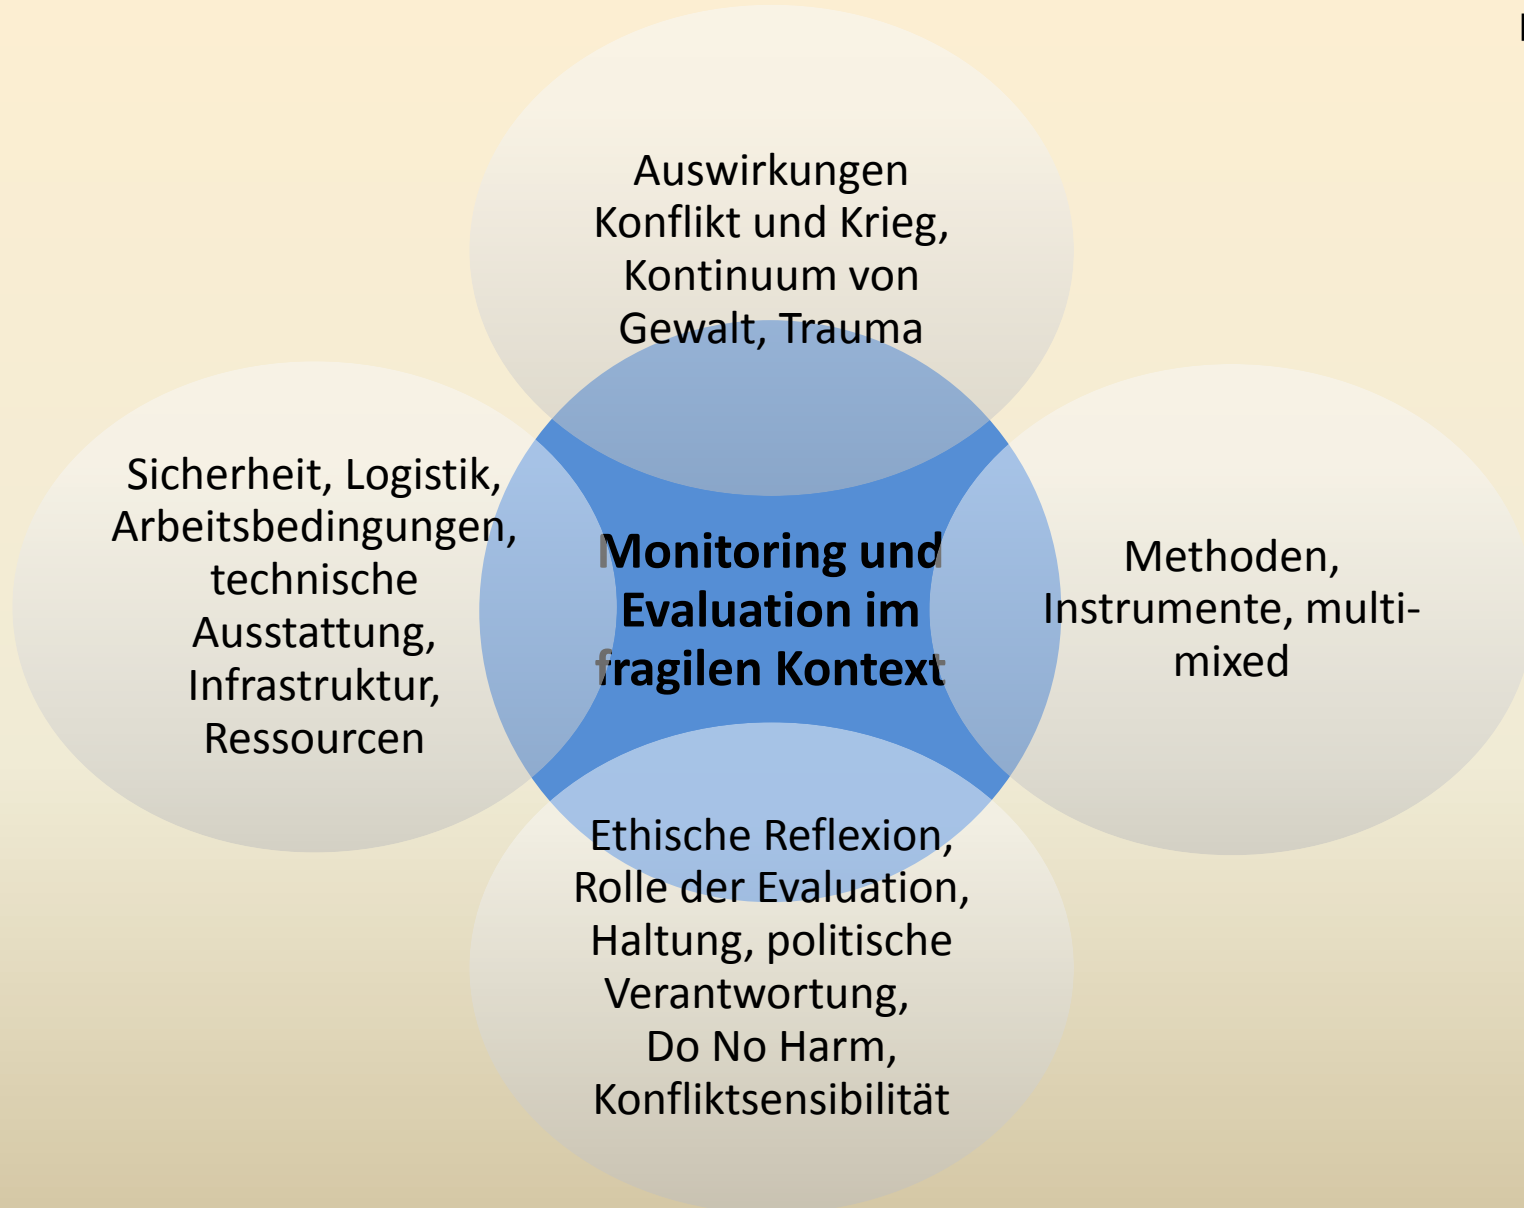 Auswirkungen
Konflikt und Krieg,
Kontinuum von
Gewalt, Trauma
Sicherheit, Logistik,
Arbeitsbedingungen,
technische
Ausstattung,
Infrastruktur,
Ressourcen
Monitoring und
Evaluation im
fragilen Kontext
Methoden,
Instrumente, multi-
mixed
Ethische Reflexion,
Rolle der Evaluation,
Haltung, politische
Verantwortung,
Do No Harm,
Konfliktsensibilität